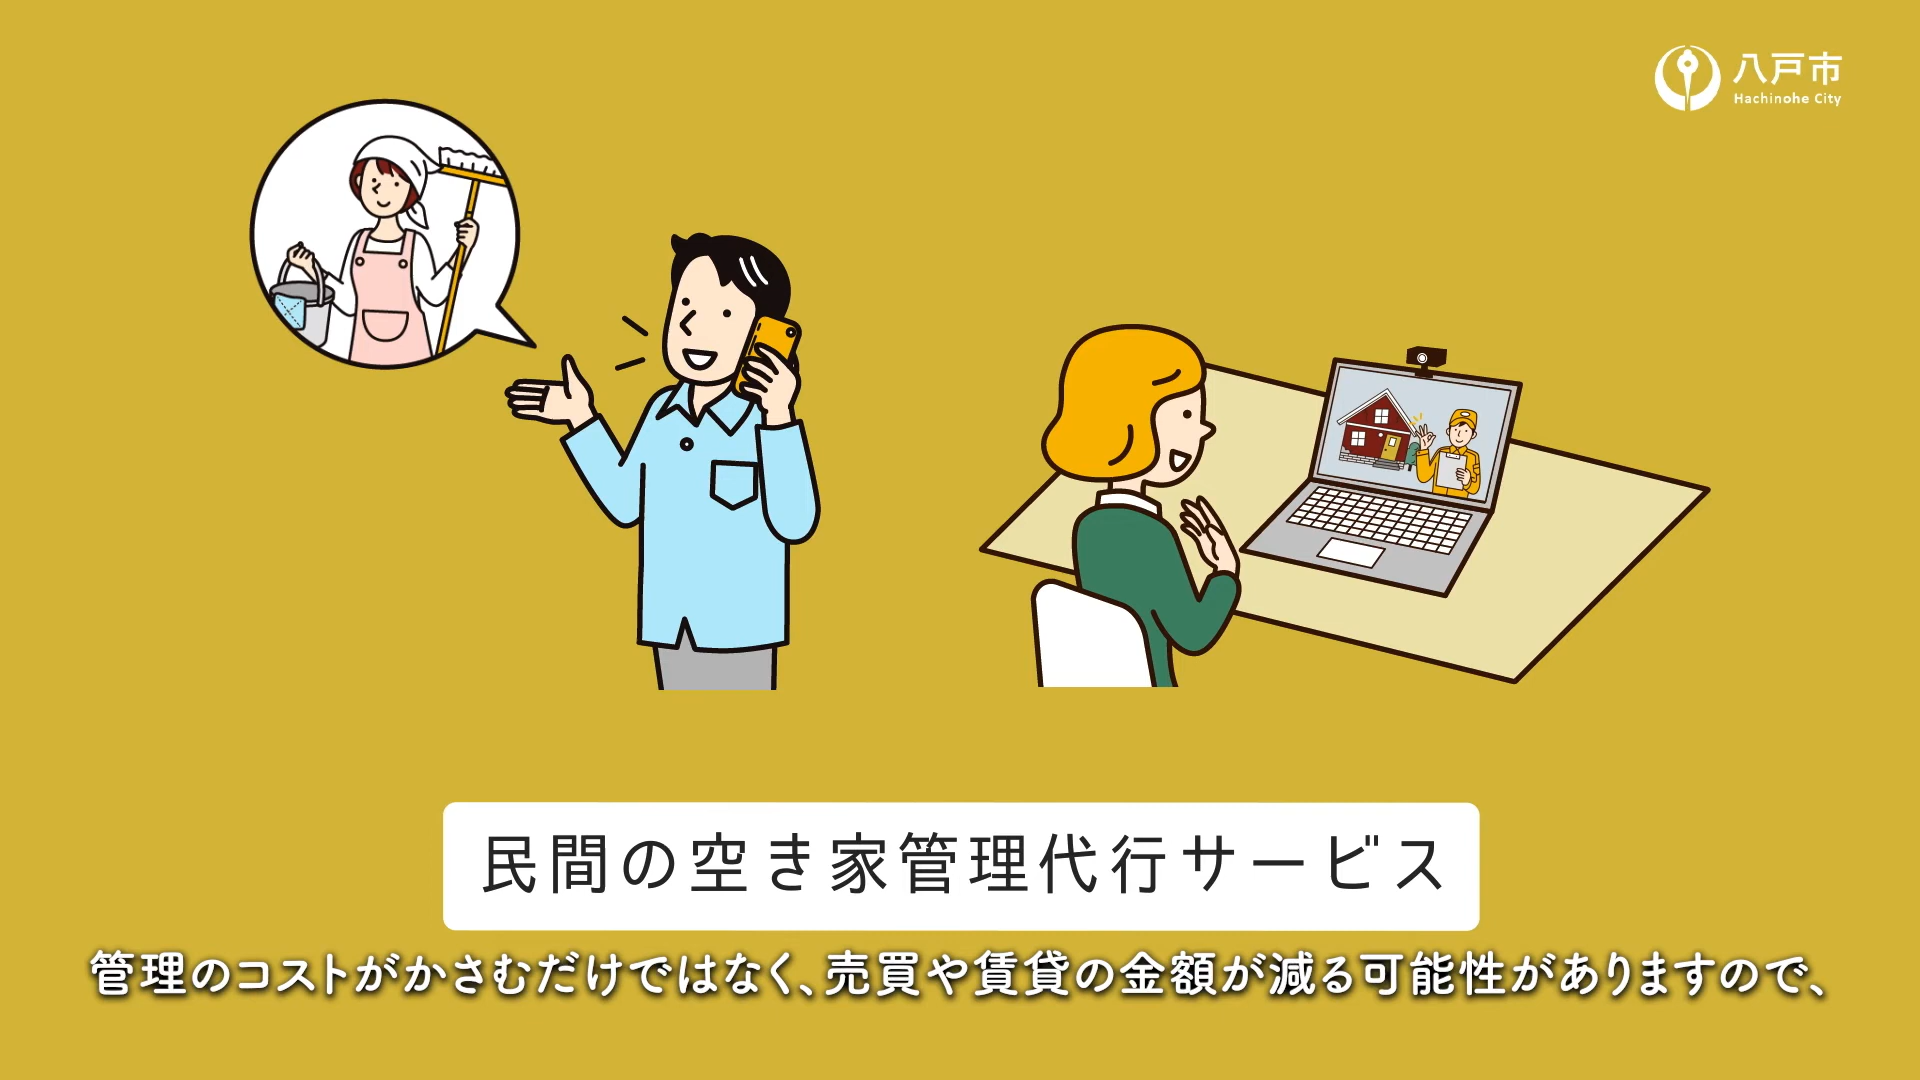 八戸市
Hachinohe City
民間の空き家管理代行サービス
管理のコストがかさむだけではなく、売買や賃貸の金額が減る可能性がありますので、